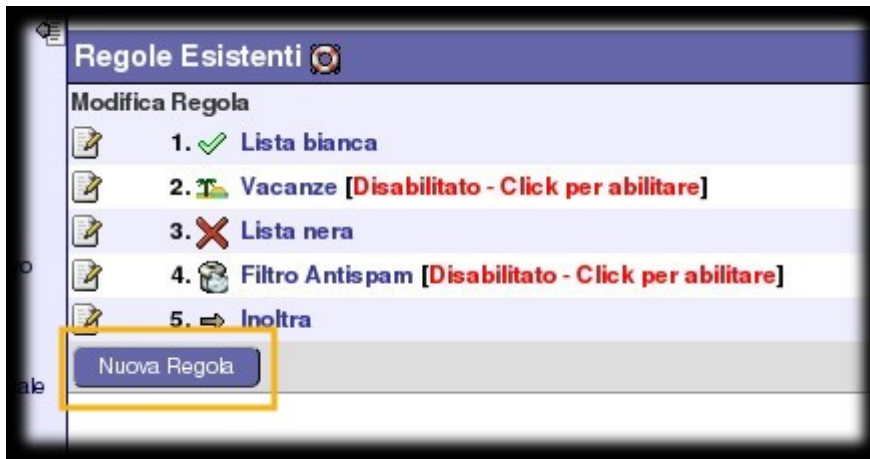 Regole Esistenti
Modifica Regola
1. Lista bianca
2. Vacanze [Disabilitato - Click per abilitare]
3. Lista nera
4. Filtro Antispam [Disabilitato - Click per abilitare]
5. Inoltra
Nuova Regola